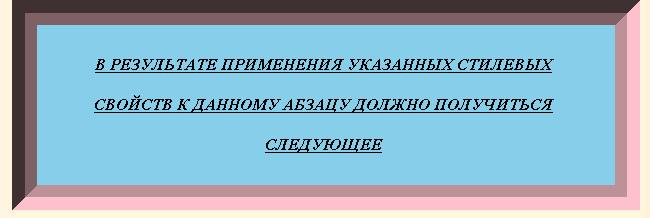 В РЕЗУЛЬТАТЕ ПРИМЕНЕНИЯ УКАЗАННЫХ СТИЛЕВЫХ
СВОЙСТВ К ДАННОМУ АБЗАЦУ ДОЛЖНО ПОЛУЧИТЬСЯ
СЛЕДУЮЩЕЕ